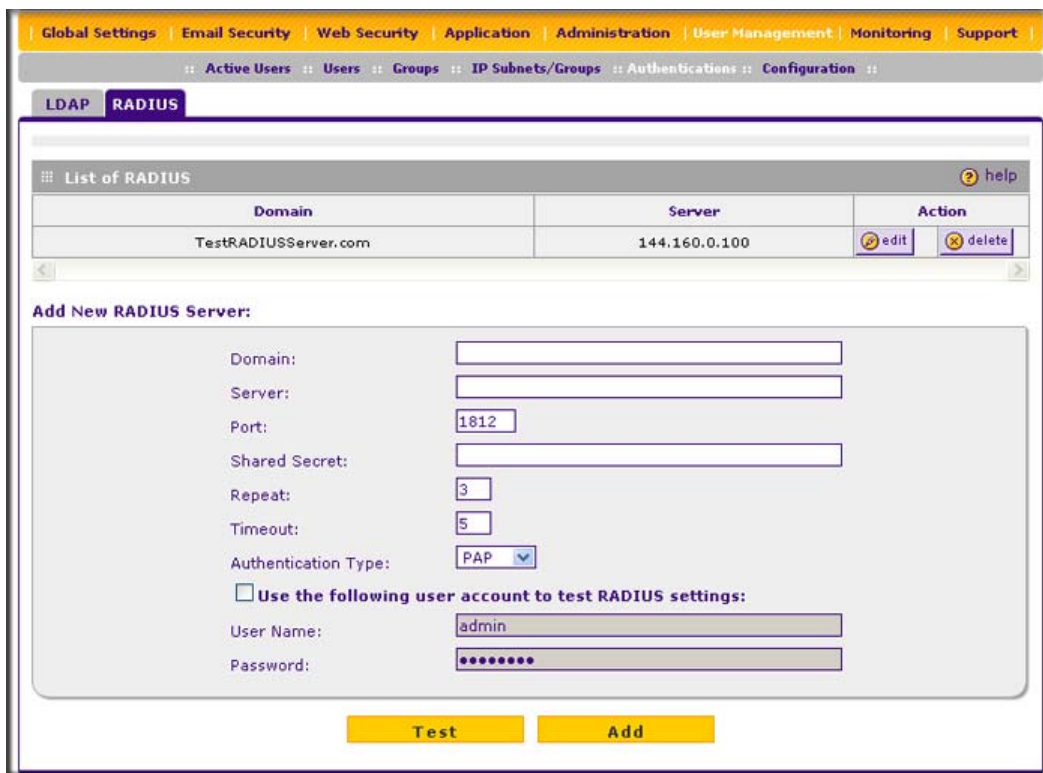 Global Settings | Email Security | Web Security | Application | Administration | User Management | Monitoring | Support
:: Active Users :: Users :: Groups :: IP Subnets/Groups :: Authentications :: Configuration ::
LDAP RADIUS
List of RADIUS ? help
Domain Server Action
TestRADIUSServer.com 144.160.0.100 edit delete
Add New RADIUS Server:
Domain:
Server:
Port: 1812
Shared Secret:
Repeat: 3
Timeout: 5
Authentication Type: PAP
Use the following user account to test RADIUS settings:
User Name: admin
Password: ••••••••
Test Add